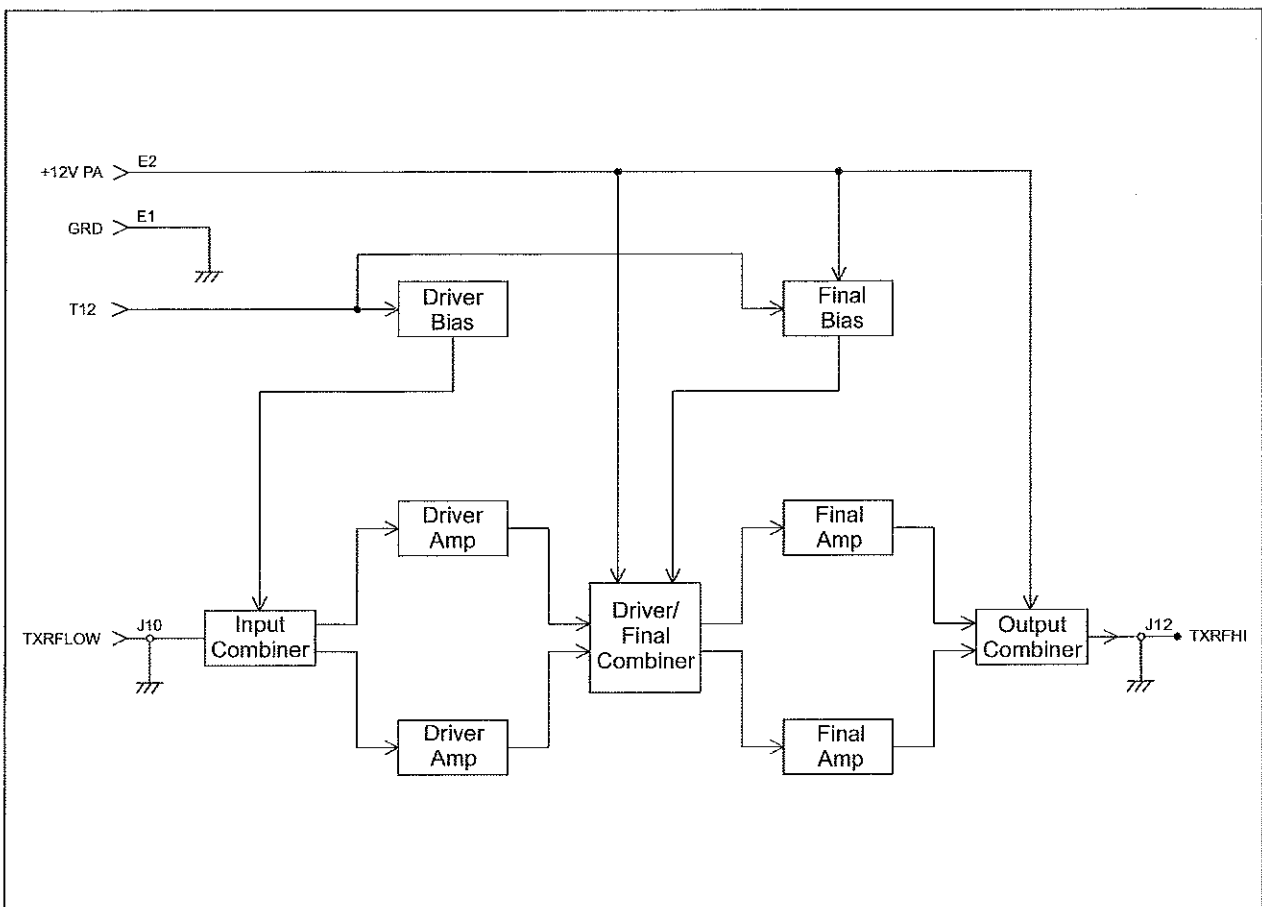 +12V PA
E2
GRD
E1
T12
Driver
Bias
Final
Bias
Driver
Amp
Final
Amp
TXRFLOW
J10
Input
Combiner
Driver/
Final
Combiner
Output
Combiner
J12
TXRFHI
Driver
Amp
Final
Amp